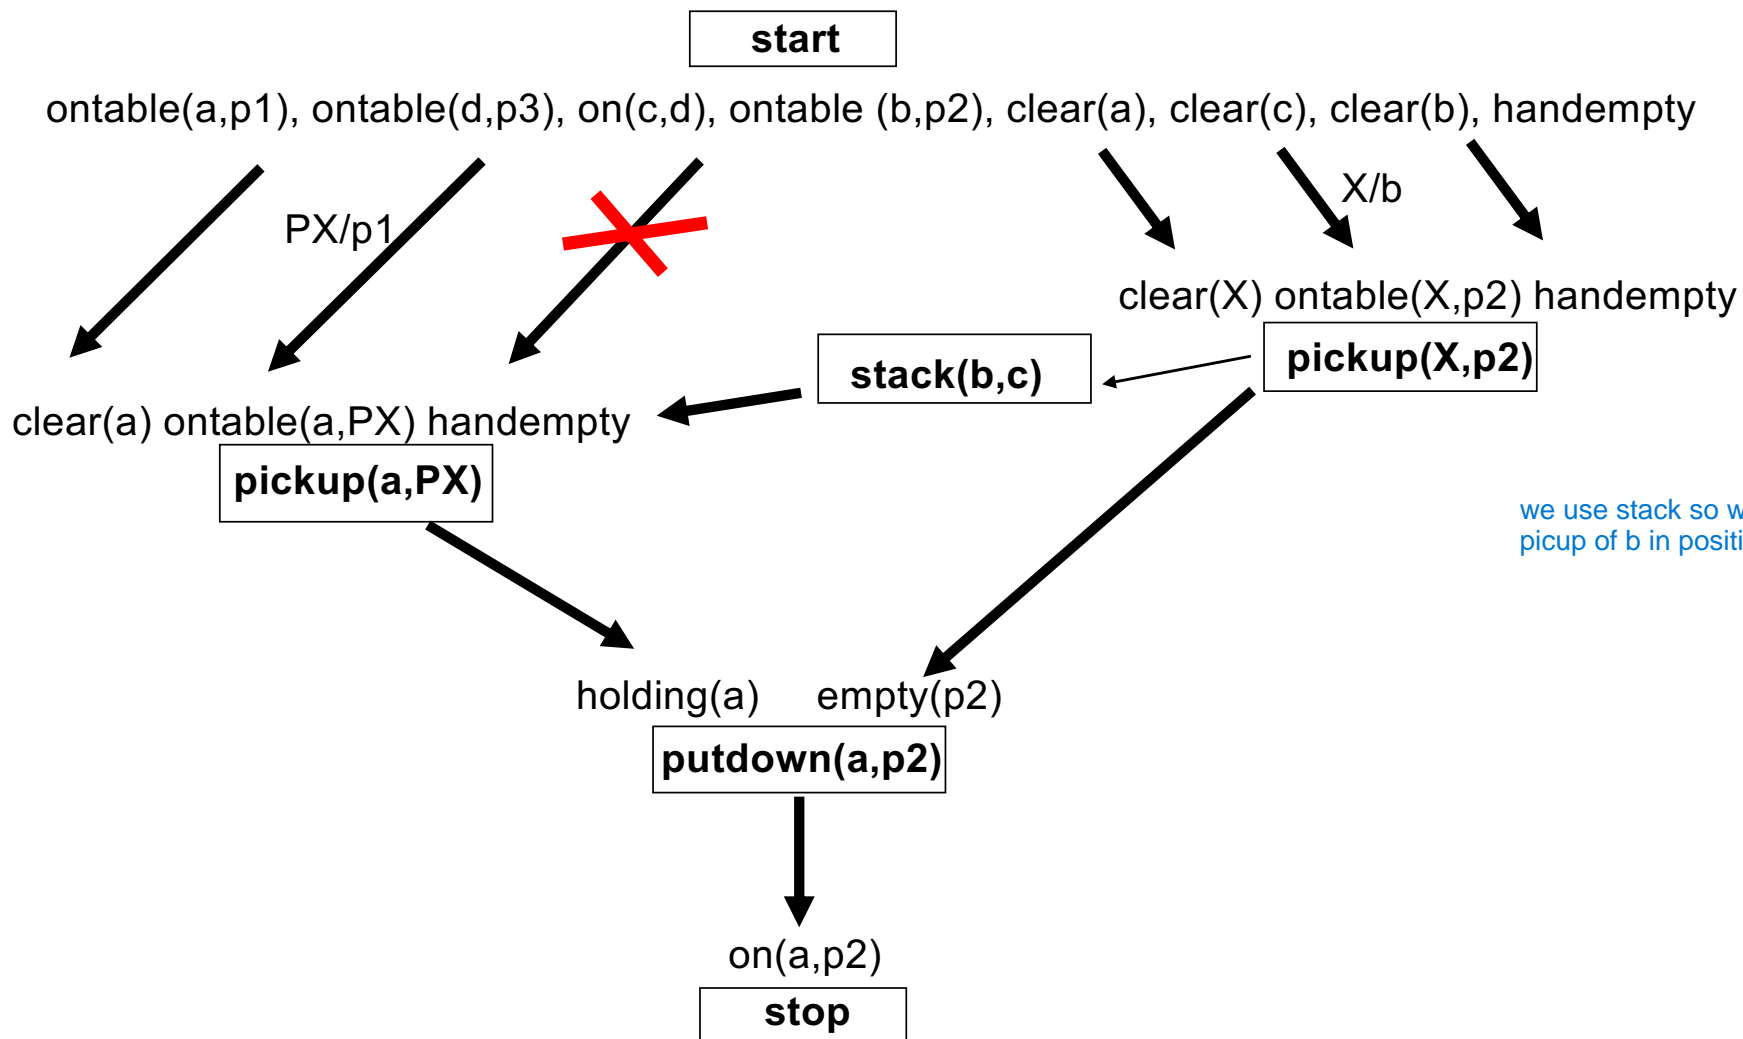 start
ontable(a,p1), ontable(d,p3), on(c,d), ontable (b,p2), clear(a), clear(c), clear(b), handempty
PX/p1
X/b
clear(X) ontable(X,p2) handempty
pickup(X,p2)
stack(b,c)
clear(a) ontable(a,PX) handempty
pickup(a,PX)
we use stack so
picup of b in
holding(a) empty(p2)
putdown(a,p2)
on(a,p2)
stop